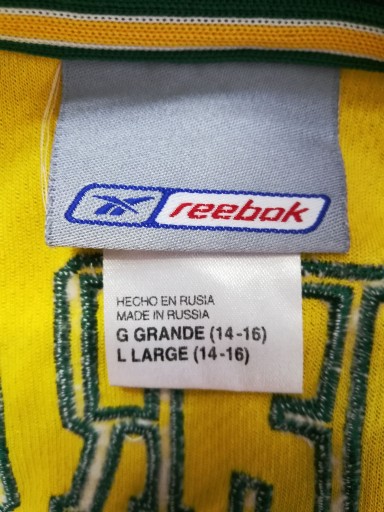 reebok
HECHO EN RUSIA
MADE IN RUSSIA
G GRANDE (14-16)
L LARGE (14-16)